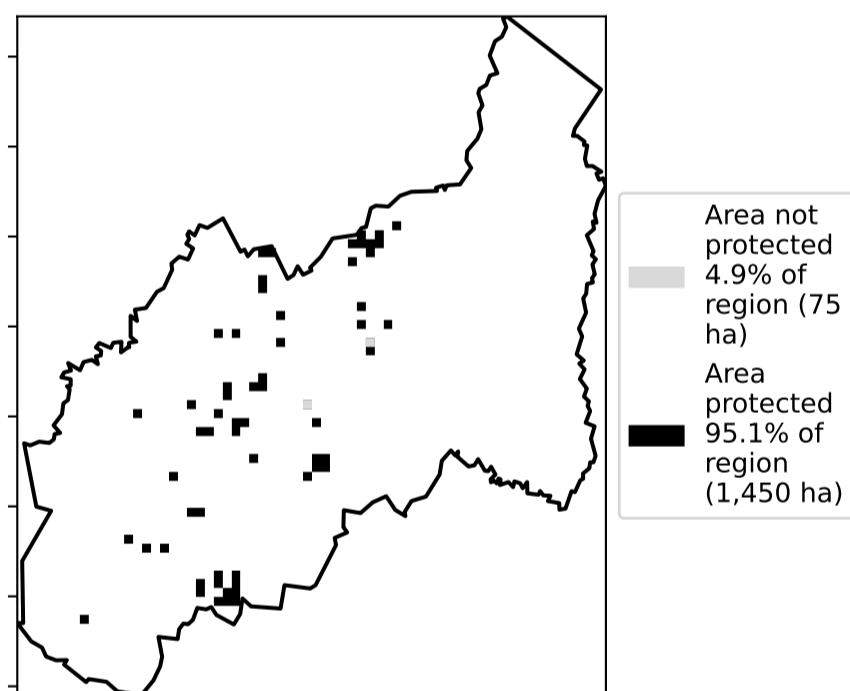 Area not
protected
4.9% of
region (75
ha)
Area
protected
95.1% of
region
(1,450 ha)